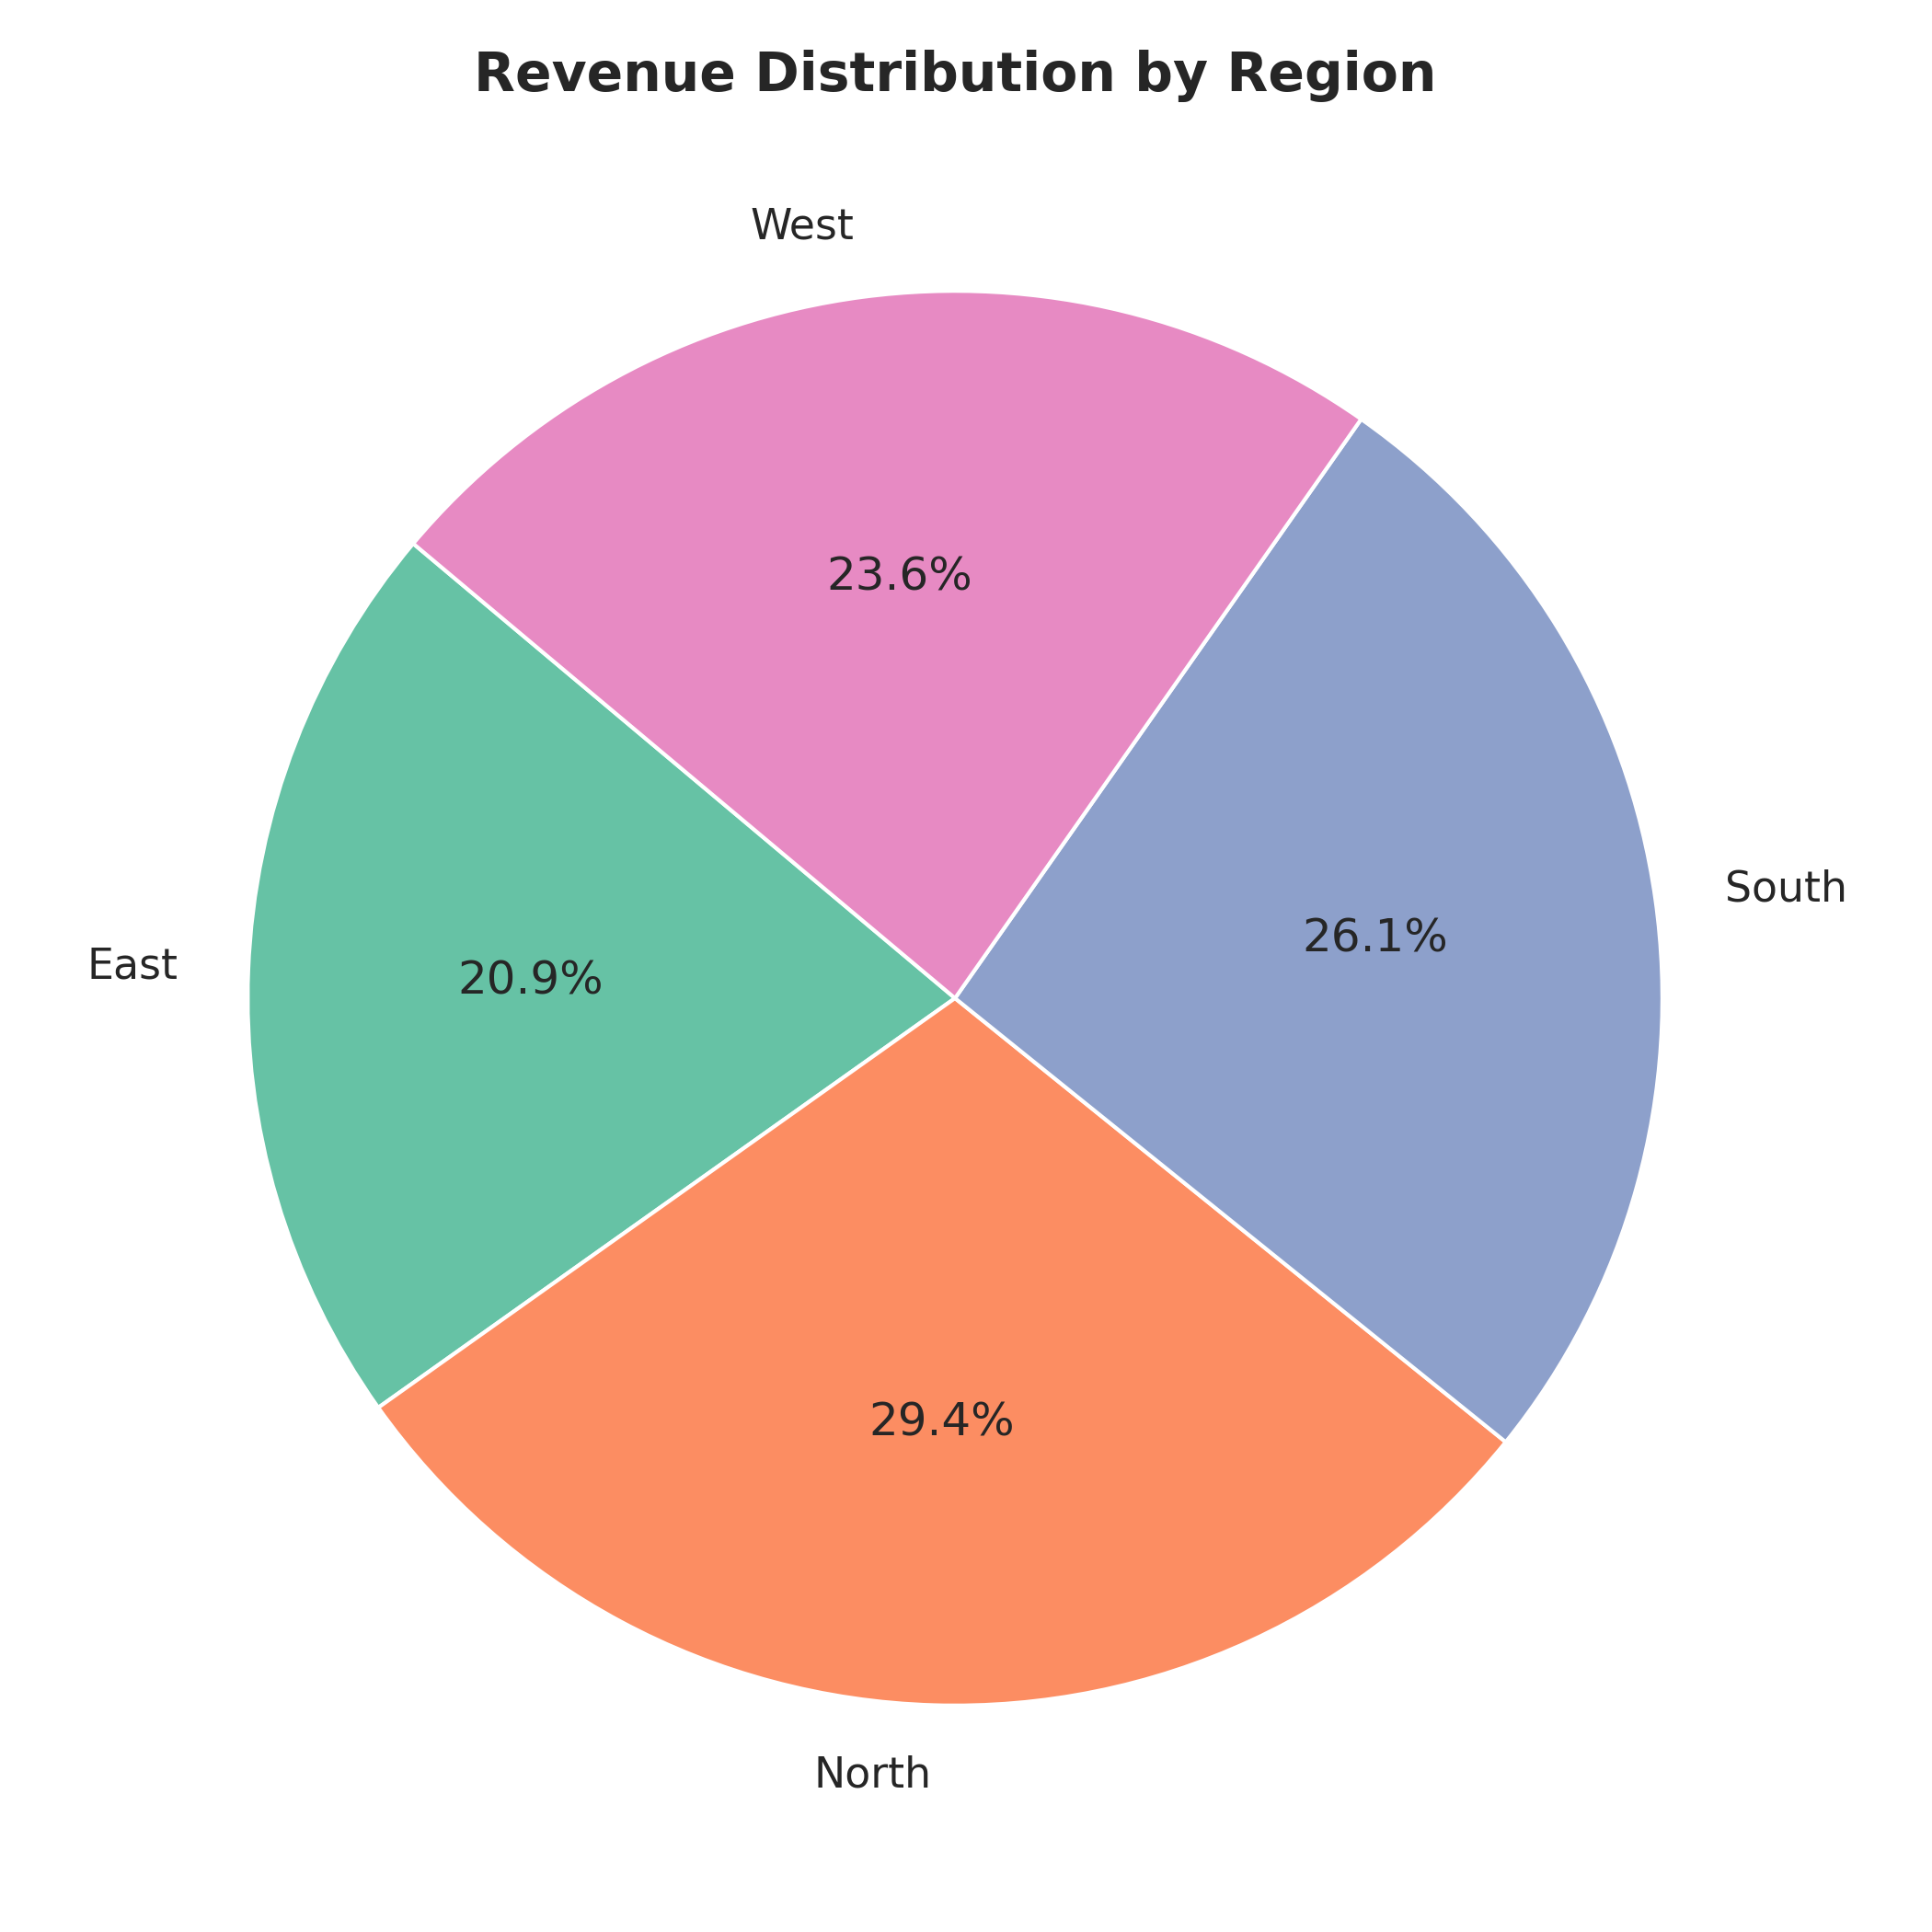 Revenue Distribution by Region
West
23.6%
South
26.1%
East
20.9%
29.4%
North